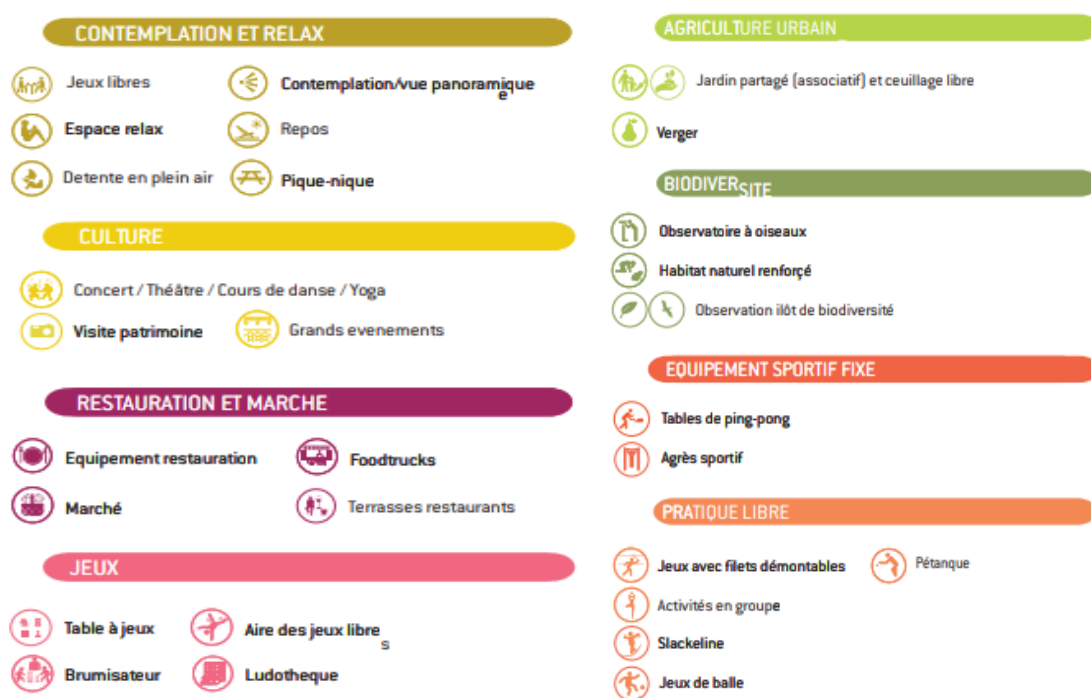 CONTEMPLATION ET RELAX
Jeux libres
Contemplation/vue panoramique
Espace relax
Repos
Detente en plein air
Pique-nique
CULTURE
Concert / Théâtre / Cours de danse / Yoga
Visite patrimoine
Grands evenements
RESTAURATION ET MARCHE
Equipement restauration
Foodtrucks
Marché
Terrasses restaurants
JEUX
Table à jeux
Aire des jeux libres
Brumisateur
Ludotheque
AGRICULTURE URBAIN_
Jardin partagé (associatif) et ceuillage libre
Verger
BIODIVERSITE
Observatoire à oiseaux
Habitat naturel renforçé
Observation ilôt de biodiversité
EQUIPEMENT SPORTIF FIXE
Tables de ping-pong
Agrès sportif
PRATIQUE LIBRE
Jeux avec filets démontables
Pétanque
Activités en groupe
Slackeline
Jeux de balle